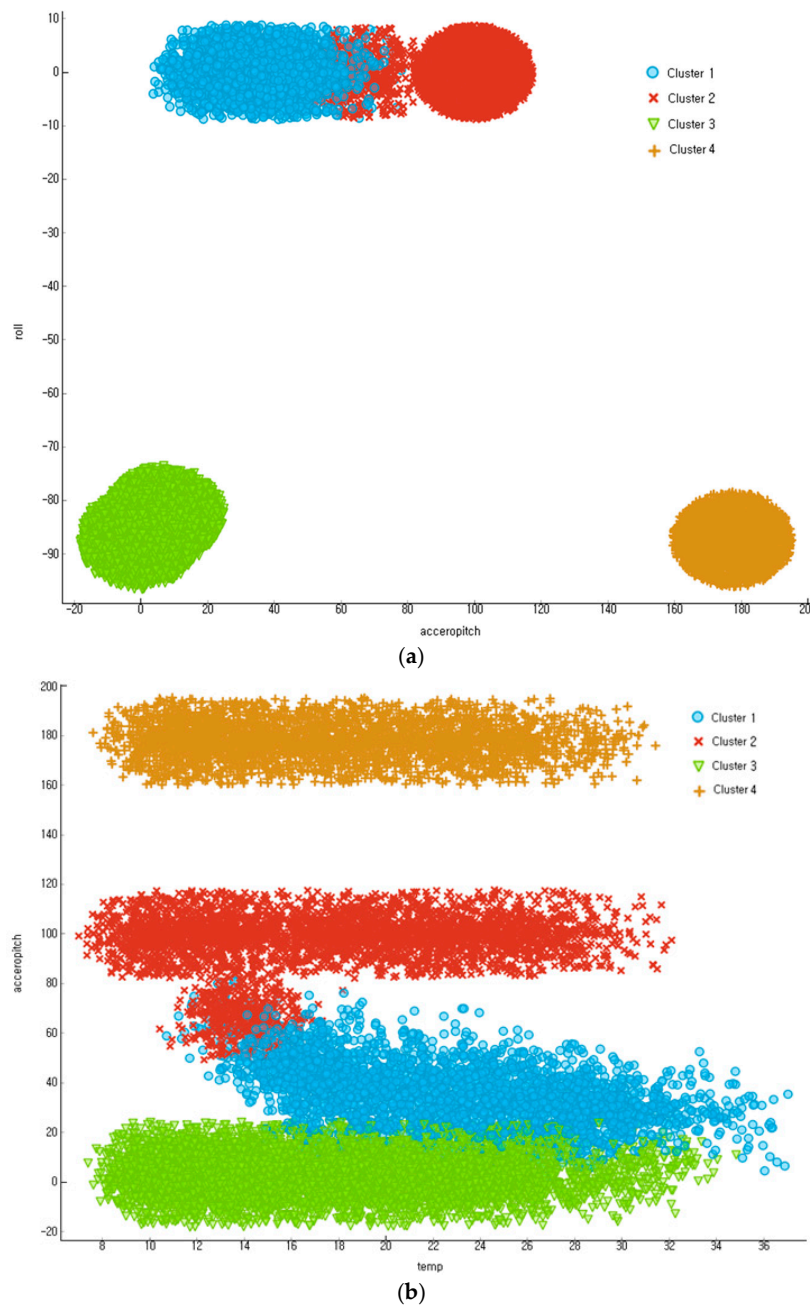 10
0
−10
−20
−30
−40
−50
−60
−70
−80
−90
roll
Cluster 1
Cluster 2
Cluster 3
Cluster 4
−20 0 20 40 60 80 100 120 140 160 180 20
acceropitch
(a)
200
180
160
140
120
100
80
60
40
20
0
−20
acceropitch
Cluster 1
Cluster 2
Cluster 3
Cluster 4
8 10 12 14 16 18 20 22 24 26 28 30 32 34 36
temp
(b)